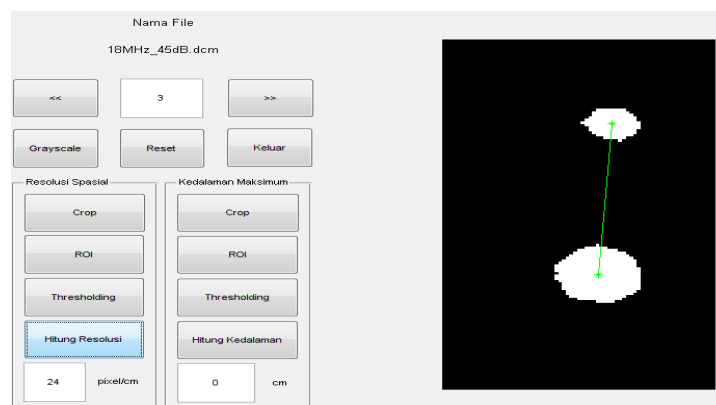 Nama File
18MHz_45dB.dcm
<< 3 >>
Grayscale Reset Keluar
Resolusi Spasial Kedalaman Maksimum
Crop Crop
ROI ROI
Thresholding Thresholding
Hitung Resolusi Hitung Kedalaman
24 pixel/cm 0 cm